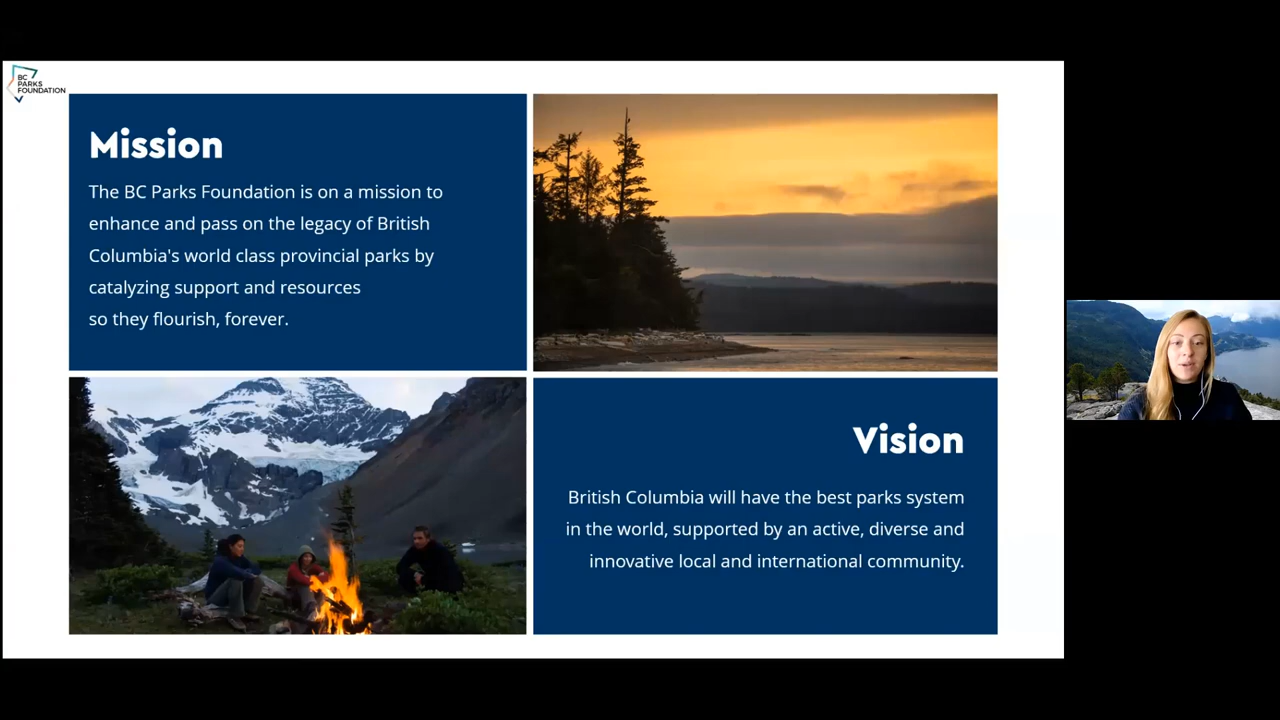 BC
PARKS
FOUNDATION
Mission
The BC Parks Foundation is on a mission to
enhance and pass on the legacy of British
Columbia's world class provincial parks by
catalyzing support and resources
so they flourish, forever.
Vision
British Columbia will have the best parks system
in the world, supported by an active, diverse and
innovative local and international community.